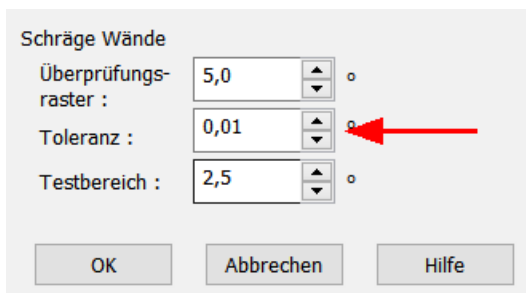 Schräge Wände
Überprüfungs-
raster : 5,0 °
Toleranz : 0,01 °
Testbereich : 2,5 °
OK Abbrechen Hilfe